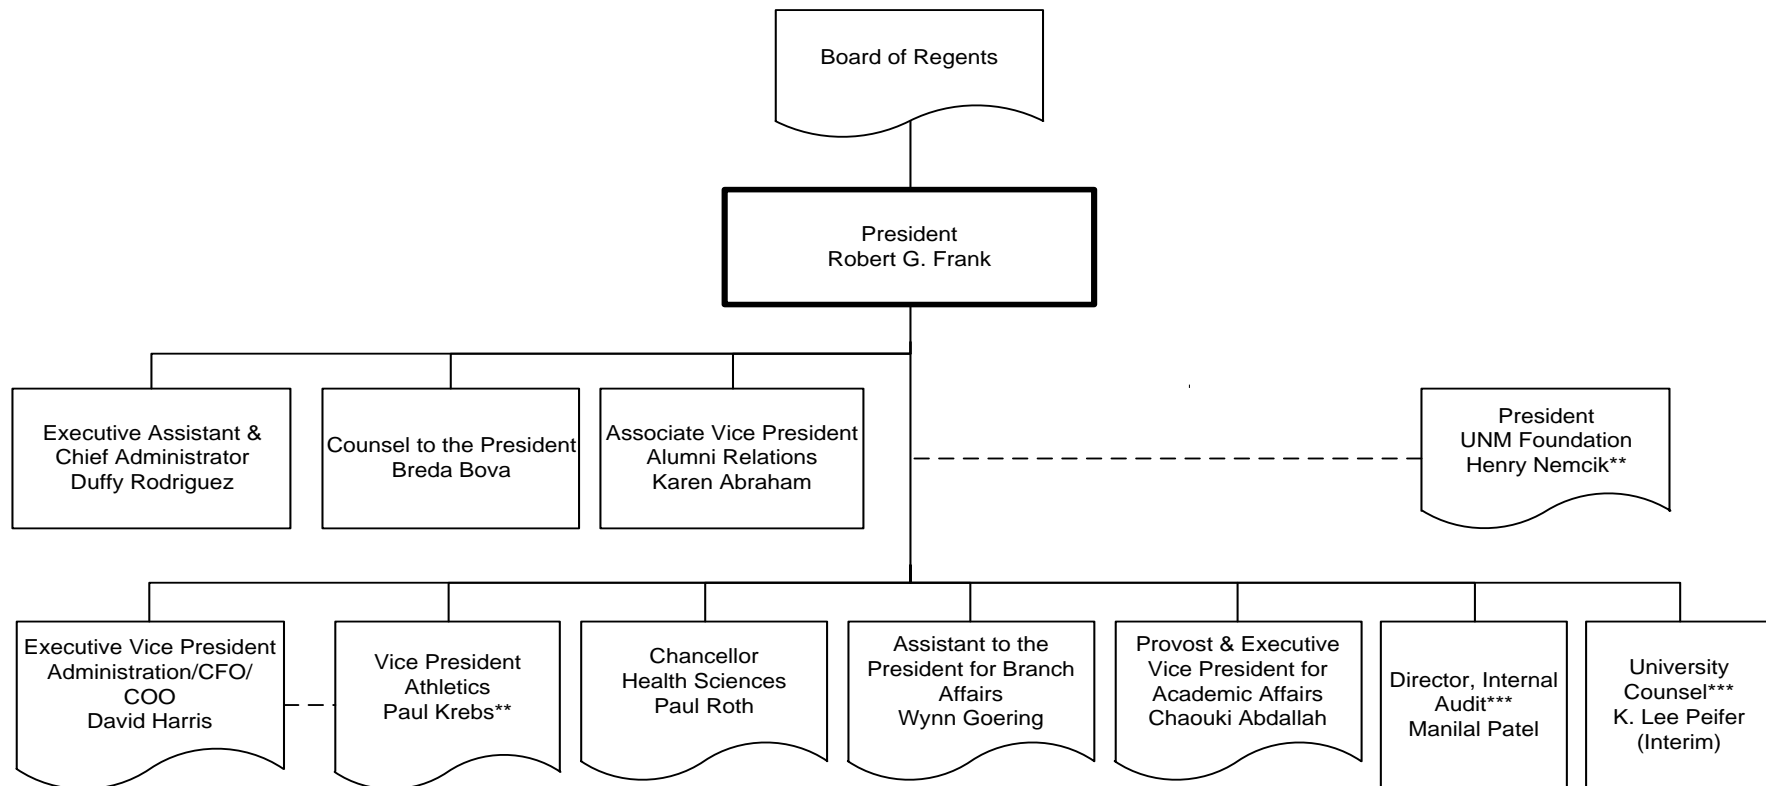 Board of Regents
President
Robert G. Frank
Executive Assistant &
Chief Administrator
Duffy Rodriguez
Counsel to the President
Breda Bova
Associate Vice President
Alumni Relations
Karen Abraham
President
UNM Foundation
Henry Nemcik**
Executive Vice President
Administration/CFO/
COO
David Harris
Vice President
Athletics
Paul Krebs**
Chancellor
Health Sciences
Paul Roth
Assistant to the
President for Branch
Affairs
Wynn Goering
Provost & Executive
Vice President for
Academic Affairs
Chaouki Abdallah
Director, Internal
Audit***
Manilal Patel
University
Counsel***
K. Lee Peifer
(Interim)